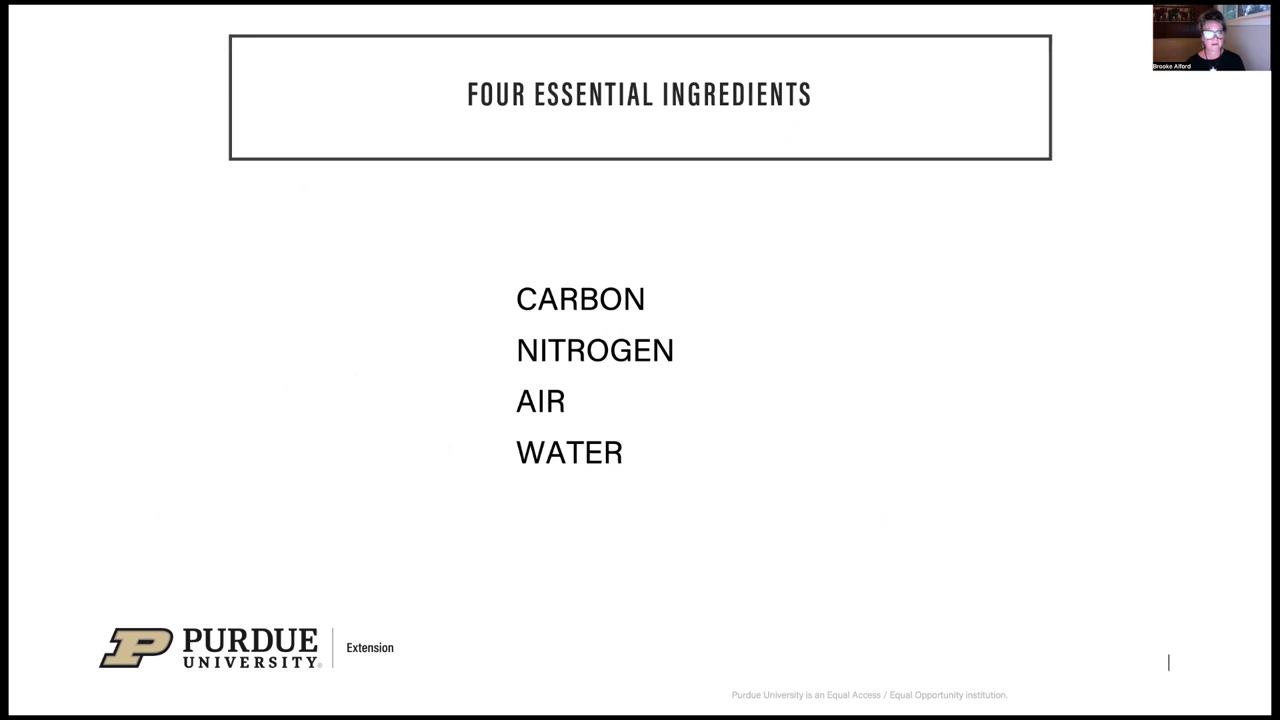 FOUR ESSENTIAL INGREDIENTS
Brooke Alford
CARBON
NITROGEN
AIR
WATER
P PURDUE UNIVERSITY®
Extension
Purdue University is an Equal Access / Equal Opportunity institution.